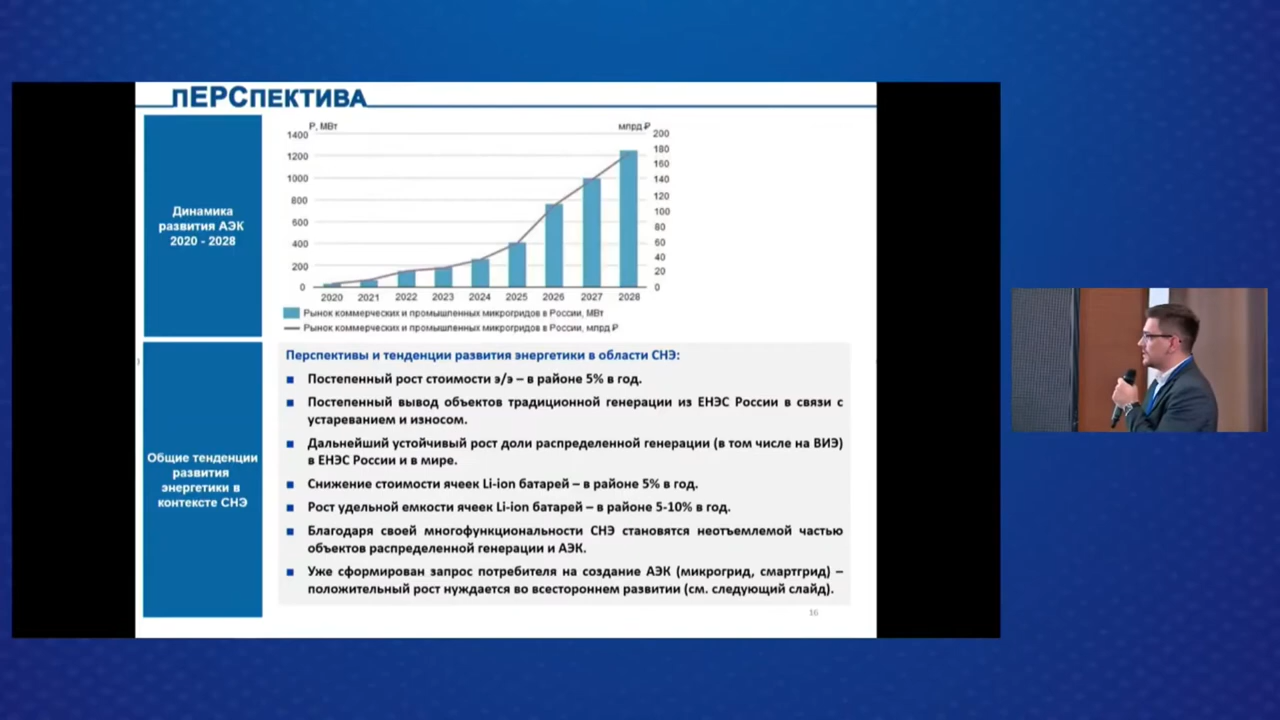 ПЕРСПЕКТИВА
Динамика
развития АЭК
2020 - 2028
Р, МВт
млрд ₽
1400
1200
1000
800
600
400
200
0
200
180
160
140
120
100
80
60
40
20
0
2020 2021 2022 2023 2024 2025 2026 2027 2028
Рынок коммерческих и промышленных микрогридов в России, МВт
Рынок коммерческих и промышленных микрогридов в России, млрд ₽
Общие тенденции
развития
энергетики в
контексте СНЭ
Перспективы и тенденции развития энергетики в области СНЭ:
Постепенный рост стоимости э/э – в районе 5% в год.
Постепенный вывод объектов традиционной генерации из ЕНЭС России в связи с
устареванием и износом.
Дальнейший устойчивый рост доли распределенной генерации (в том числе на ВИЭ)
в ЕНЭС России и в мире.
Снижение стоимости ячеек Li-ion батарей – в районе 5% в год.
Рост удельной емкости ячеек Li-ion батарей – в районе 5-10% в год.
Благодаря своей многофункциональности СНЭ становятся неотъемлемой частью
объектов распределенной генерации и АЭК.
Уже сформирован запрос потребителя на создание АЭК (микрогрид, смартгрид) –
положительный рост нуждается во всестороннем развитии (см. следующий слайд).
16